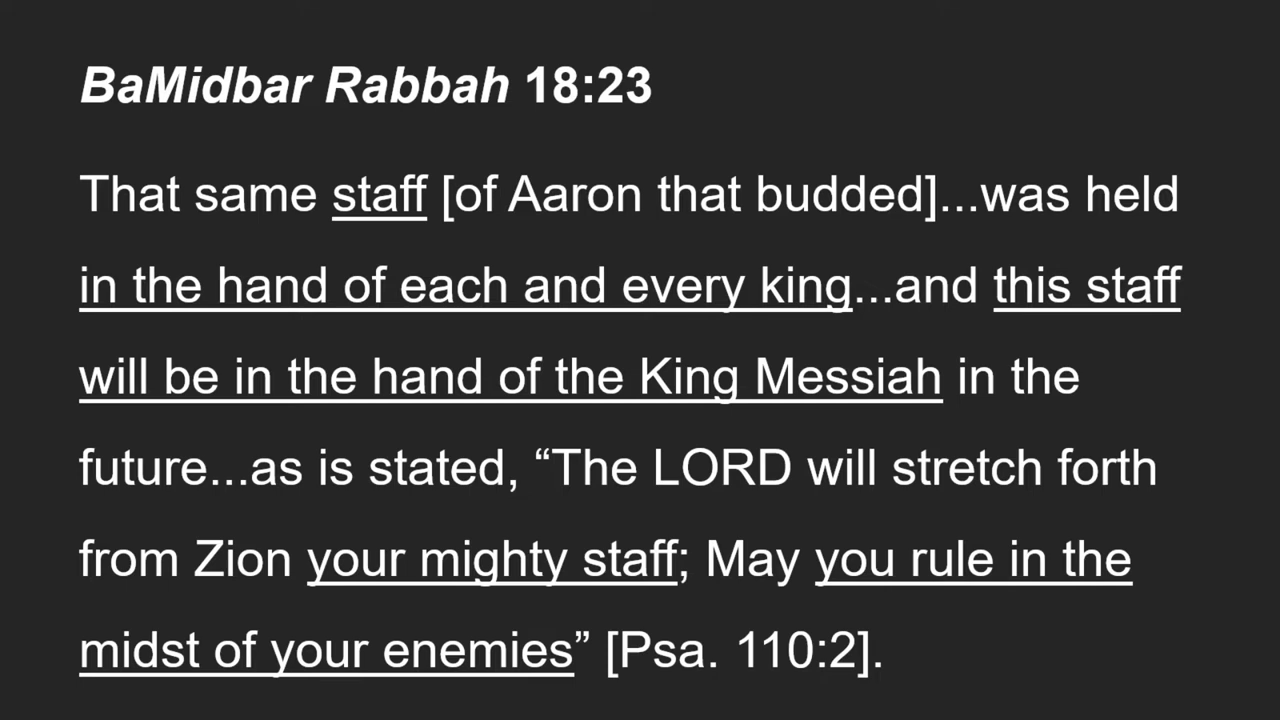 BaMidbar Rabbah 18:23
That same staff [of Aaron that budded]...was held
in the hand of each and every king...and this staff
will be in the hand of the King Messiah in the
future...as is stated, “The LORD will stretch forth
from Zion your mighty staff; May you rule in the
midst of your enemies” [Psa. 110:2].